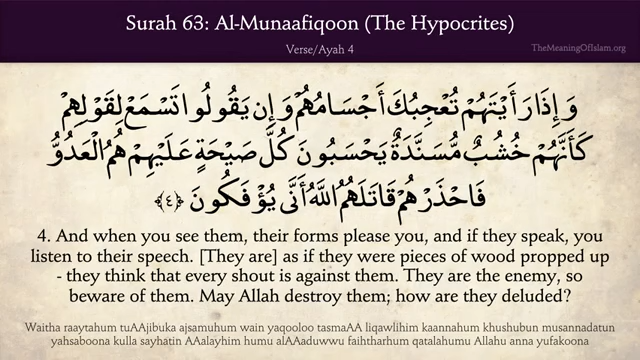 Surah 63: Al-Munaafiqoon (The Hypocrites)
Verse/Ayah 4
TheMeaningOfIslam.org
وَإِذَا رَأَيْتَهُمْ تُعْجِبُكَ أَجْسَامُهُمْ وَإِن يَقُولُوا تَسْمَعْ لِقَوْلِهِمْ
كَأَنَّهُمْ خُشُبٌ مُّسَنَّدَةٌ يَحْسَبُونَ كُلَّ صَيْحَةٍ عَلَيْهِمْ هُمُ الْعَدُوُّ
فَاحْذَرْهُمْ قَاتَلَهُمُ اللَّهُ أَنَّى يُؤْفَكُونَ ﴿٤﴾
4. And when you see them, their forms please you, and if they speak, you
listen to their speech. [They are] as if they were pieces of wood propped up
- they think that every shout is against them. They are the enemy, so
beware of them. May Allah destroy them; how are they deluded?
Waitha raaytahum tuAAjibuka ajsamuhum wain yaqooloo tasmaAA liqawlihim kaannahum khushubun musannadatun
yahsaboona kulla sayhatin AAalayhim humu alAAaduwwu faihtharhum qatalahumu Allahu anna yufakoona